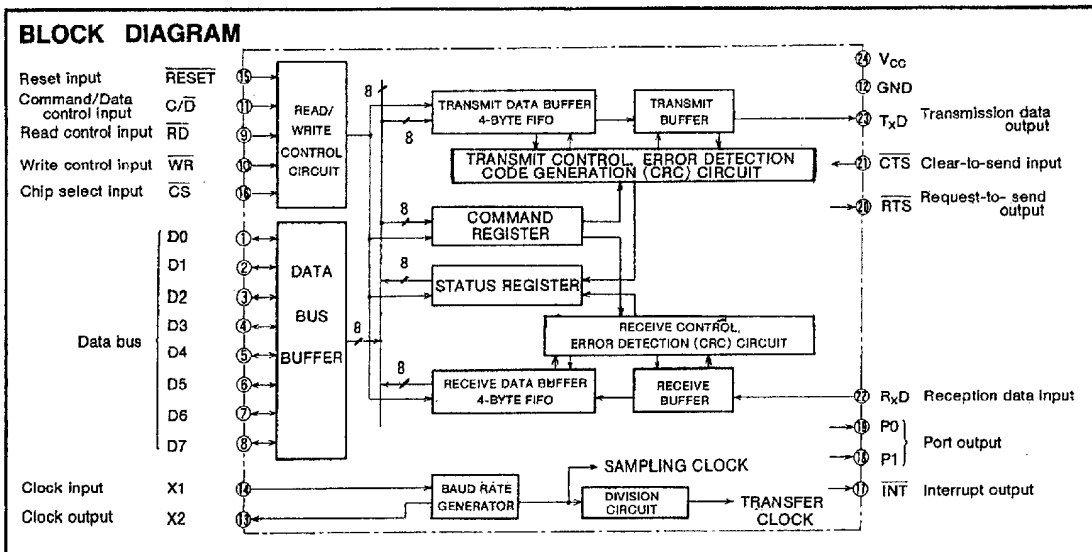 BLOCK DIAGRAM
Reset input RESET 15
Command/Data control input C/D 11
Read control input RD 9
Write control input WR 10
Chip select input CS 16
READ/ WRITE CONTROL CIRCUIT
Data bus
D0 1
D1 2
D2 3
D3 4
D4 5
D5 6
D6 7
D7 8
DATA BUS BUFFER
8
8
8
8
8
8
TRANSMIT DATA BUFFER
4-BYTE FIFO
TRANSMIT
BUFFER
TRANSMIT CONTROL, ERROR DETECTION
CODE GENERATION (CRC) CIRCUIT
COMMAND
REGISTER
STATUS REGISTER
RECEIVE CONTROL,
ERROR DETECTION (CRC) CIRCUIT
RECEIVE DATA BUFFER
4-BYTE FIFO
RECEIVE
BUFFER
24 VCC
12 GND
23 TxD Transmission data output
21 CTS Clear-to-send input
20 RTS Request-to- send output
22 RxD Reception data input
19 P0
18 P1
Port output
17 INT Interrupt output
Clock input X1 14
Clock output X2 13
BAUD RATE
GENERATOR
SAMPLING CLOCK
DIVISION
CIRCUIT
TRANSFER
CLOCK